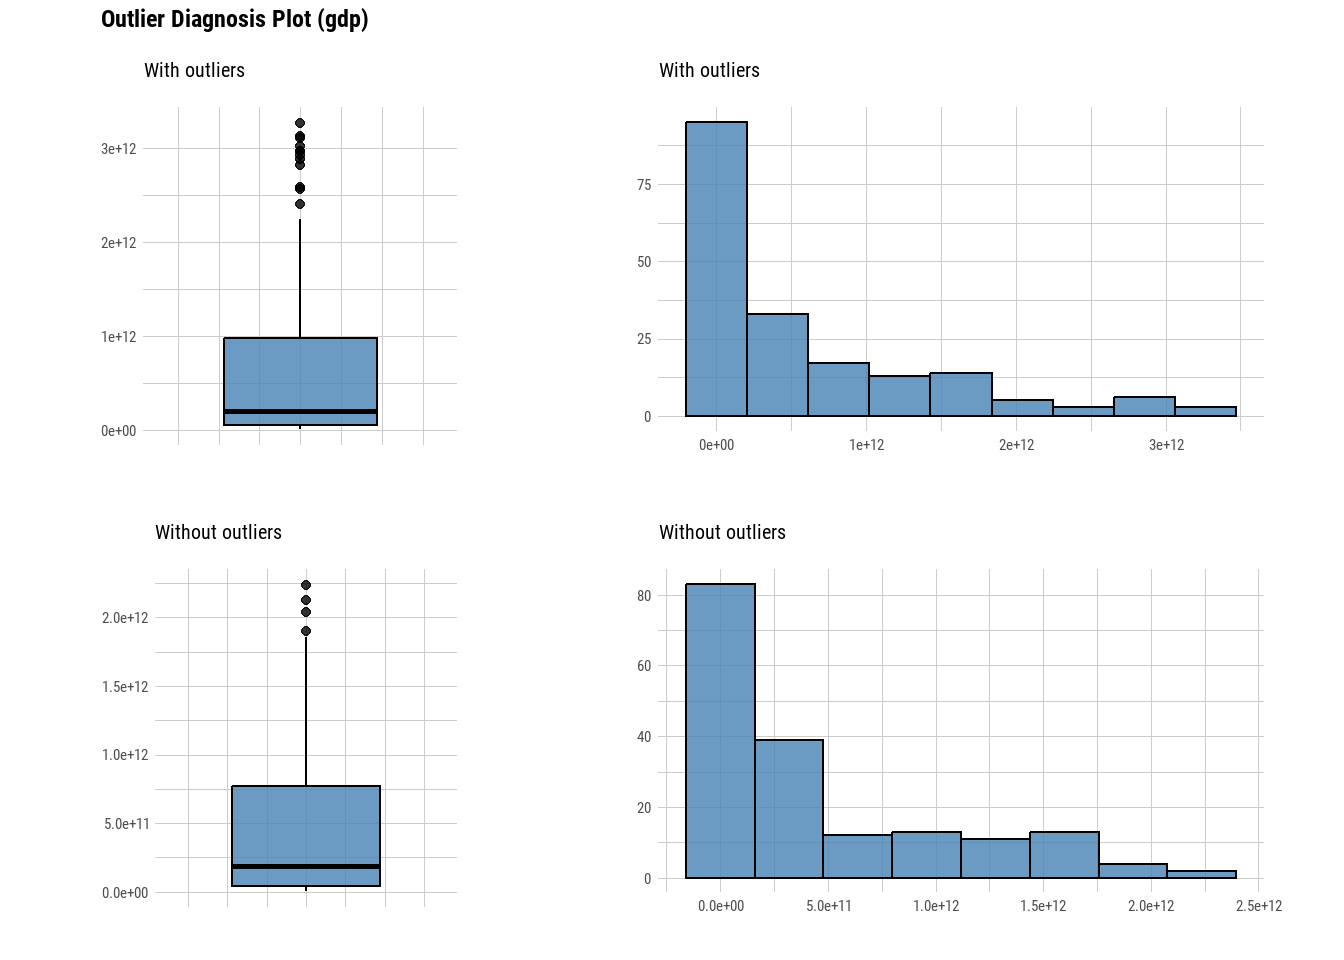 Outlier Diagnosis Plot (gdp)
With outliers
3e+12
2e+12
1e+12
0e+00
With outliers
75
50
25
0
0e+00 1e+12 2e+12 3e+12
Without outliers
2.0e+12
1.5e+12
1.0e+12
5.0e+11
0.0e+00
Without outliers
80
60
40
20
0
0.0e+00 5.0e+11 1.0e+12 1.5e+12 2.0e+12 2.5e+12